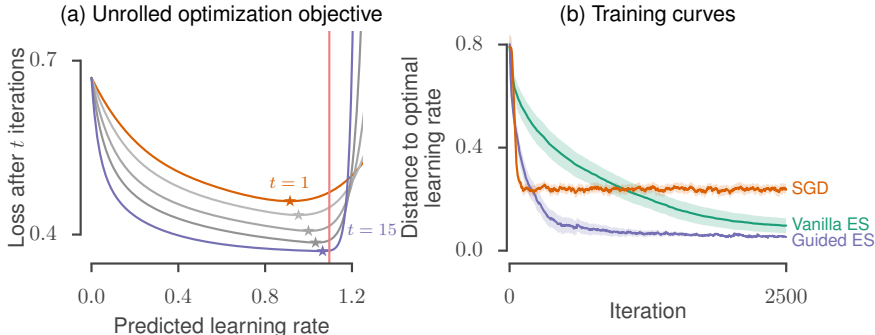 (a) Unrolled optimization objective
Loss after t iterations
0.7
0.4
t = 1
t = 15
0.0
0.4
0.8
1.2
Predicted learning rate
(b) Training curves
Distance to optimal
learning rate
0.8
0.4
0.0
SGD
Vanilla ES
Guided ES
0
2500
Iteration